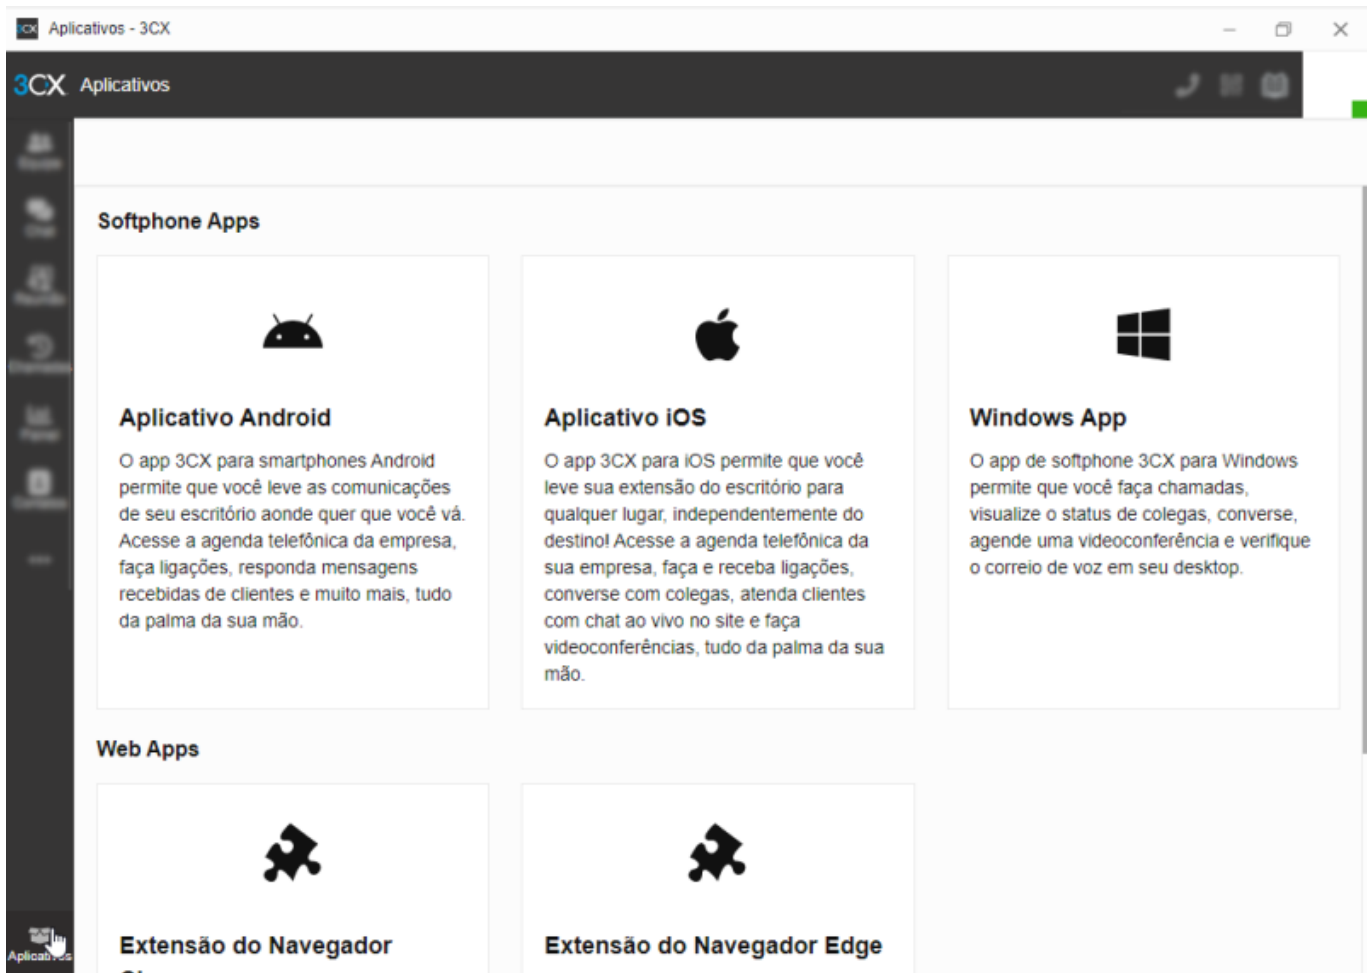 Aplicativos - 3CX
3CX Aplicativos
Chat
Softphone Apps
Aplicativo Android
O app 3CX para smartphones Android
permite que você leve as comunicações
de seu escritório aonde quer que você vá.
Acesse a agenda telefônica da empresa,
faça ligações, responda mensagens
recebidas de clientes e muito mais, tudo
da palma da sua mão.
Aplicativo iOS
O app 3CX para iOS permite que você
leve sua extensão do escritório para
qualquer lugar, independentemente do
destino! Acesse a agenda telefônica da
sua empresa, faça e receba ligações,
converse com colegas, atenda clientes
com chat ao vivo no site e faça
videoconferências, tudo da palma da sua
mão.
Windows App
O app de softphone 3CX para Windows
permite que você faça chamadas,
visualize o status de colegas, converse,
agende uma videoconferência e verifique
o correio de voz em seu desktop.
Web Apps
Extensão do Navegador
Extensão do Navegador Edge
Aplicativos